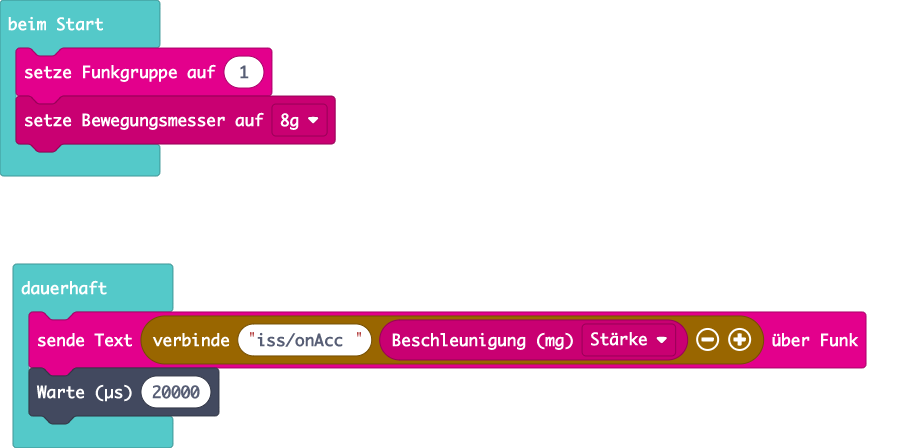 beim Start
setze Funkgruppe auf 1
setze Bewegungsmesser auf 8g
dauerhaft
sende Text verbinde "iss/onAcc " Beschleunigung (mg) Stärke über Funk
Warte (µs) 20000